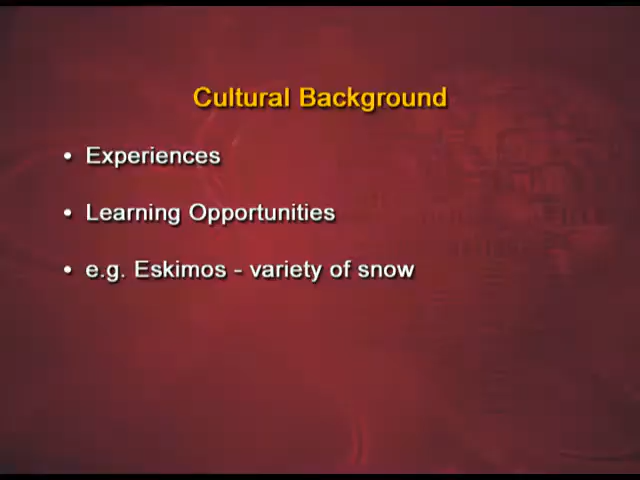 Cultural Background
• Experiences
• Learning Opportunities
• e.g. Eskimos - variety of snow